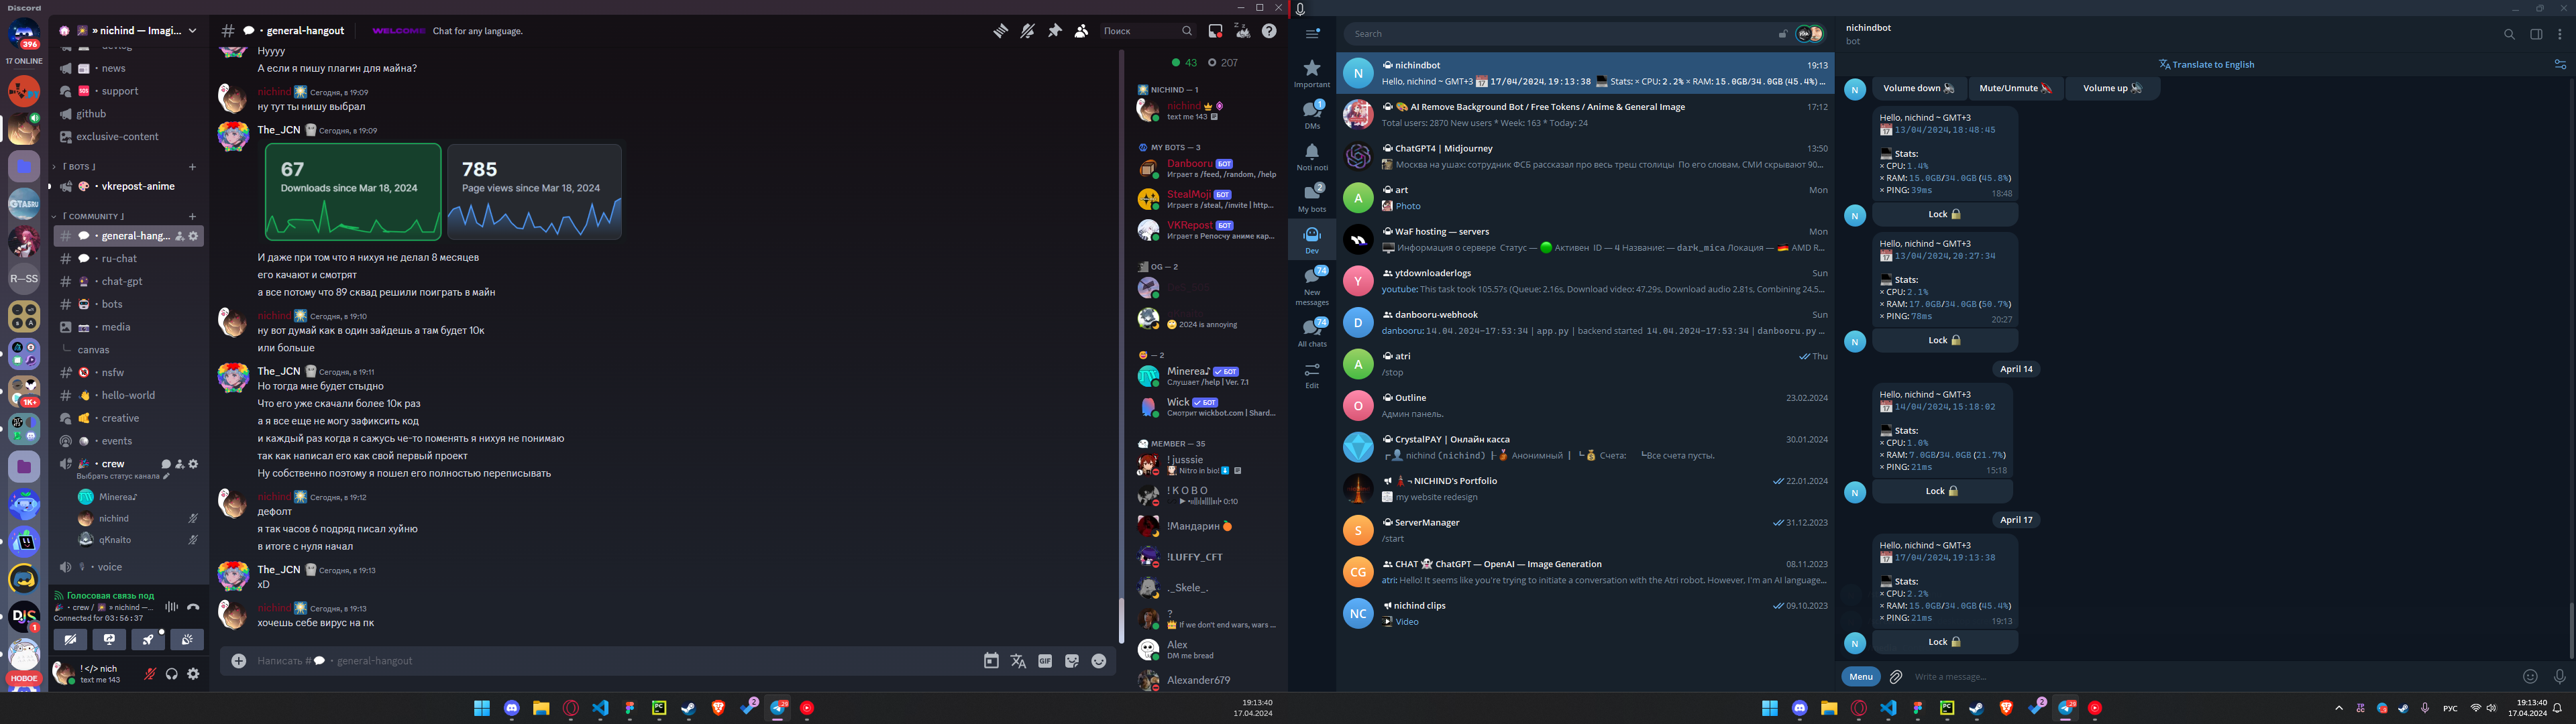 Discord
396
17 ONLINE
GTABRU
R—SS
1K+
DJS
1
НОВОЕ
» nichind — Imagi...
devlog
news
support
github
exclusive-content
「 BOTS 」
vkrepost-anime
「 COMMUNITY 」
general-hang...
ru-chat
chat-gpt
bots
media
canvas
nsfw
hello-world
creative
events
crew
Выбрать статус канала
Minerea♪
nichind
qKnaito
voice
Голосовая связь под
crew / » nichind —...
Connected for 03:56:37
! </> nich
text me 143
general-hangout
WELCOME Chat for any language.
Поиск
Нуууу
А если я пишу плагин для майна?
nichind Сегодня, в 19:09
ну тут ты нишу выбрал
The_JCN Сегодня, в 19:09
67
Downloads since Mar 18, 2024
785
Page views since Mar 18, 2024
И даже при том что я нихуя не делал 8 месяцев
его качают и смотрят
а все потому что 89 сквад решили поиграть в майн
nichind Сегодня, в 19:10
ну вот думай как в один зайдешь а там будет 10к
или больше
The_JCN Сегодня, в 19:11
Но тогда мне будет стыдно
Что его уже скачали более 10к раз
а я все еще не могу зафиксить код
и каждый раз когда я сажусь че-то поменять я нихуя не понимаю
так как написал его как свой первый проект
Ну собственно поэтому я пошел его полностью переписывать
nichind Сегодня, в 19:12
дефолт
я так часов 6 подряд писал хуйню
в итоге с нуля начал
The_JCN Сегодня, в 19:13
xD
nichind Сегодня, в 19:13
хочешь себе вирус на пк
Написать # • general-hangout
GIF
43 207
NICHIND — 1
nichind
text me 143
MY BOTS — 3
Danbooru БОТ
Играет в /feed, /random, /help
StealMoji БОТ
Играет в /steal, /invite | http...
VKRepost БОТ
Играет в Репосчу аниме кар...
OG — 2
2024 is annoying
— 2
Minerea♪ БОТ
Слушает /help | Ver. 7.1
Wick БОТ
Смотрит wickbot.com | Shard...
MEMBER — 35
! jusssie
Nitro in bio!
! K O B O
0:10
!Мандарин
!LUFFY_CFT
._Skele_.
?
If we don't end wars, wars ...
Alex
DM me bread
Alexander679
19:13:40
17.04.2024
Important
1
DMs
Noti noti
2
My bots
Dev
74
New messages
74
All chats
Edit
Search
nichindbot 19:13
Hello, nichind ~ GMT+3 17/04/2024, 19:13:38 Stats: × CPU: 2.2% × RAM: 15.0GB/34.0GB (45.4%) ...
AI Remove Background Bot / Free Tokens / Anime & General Image 17:12
Total users: 2870 New users * Week: 163 * Today: 24
ChatGPT4 | Midjourney 13:50
Москва на ушах: сотрудник ФСБ рассказал про весь треш столицы По его словам, СМИ скрывают 90...
art Mon
Photo
WaF hosting — servers Mon
Информация о сервере Статус — Активен ID — 4 Название: — dark_mica Локация — AMD R...
ytdownloaderlogs Sun
youtube: This task took 105.57s (Queue: 2.16s, Download video: 47.29s, Download audio 2.81s, Combining 24.5...
danbooru-webhook Sun
danbooru: 14.04.2024-17:53:34 | app.py | backend started 14.04.2024-17:53:34 | danbooru.py ...
atri Thu
/stop
Outline 23.02.2024
Админ панель.
CrystalPAY | Онлайн касса 30.01.2024
nichind (nichind) Анонимный | Счета: Все счета пусты.
¬ NICHIND's Portfolio 22.01.2024
my website redesign
ServerManager 31.12.2023
/start
CHAT ChatGPT — OpenAI — Image Generation 08.11.2023
atri: Hello! It seems like you're trying to initiate a conversation with the Atri robot. However, I'm an AI language...
nichind clips 09.10.2023
Video
nichindbot
bot
Translate to English
Volume down Mute/Unmute Volume up
Hello, nichind ~ GMT+3
13/04/2024, 18:48:45
Stats:
× CPU: 1.4%
× RAM: 15.0GB/34.0GB (45.8%)
× PING: 39ms
18:48
Lock
Hello, nichind ~ GMT+3
13/04/2024, 20:27:34
Stats:
× CPU: 2.1%
× RAM: 17.0GB/34.0GB (50.7%)
× PING: 78ms
20:27
Lock
April 14
Hello, nichind ~ GMT+3
14/04/2024, 15:18:02
Stats:
× CPU: 1.0%
× RAM: 7.0GB/34.0GB (21.7%)
× PING: 21ms
15:18
Lock
April 17
Hello, nichind ~ GMT+3
17/04/2024, 19:13:38
Stats:
× CPU: 2.2%
× RAM: 15.0GB/34.0GB (45.4%)
× PING: 21ms
19:13
Lock
Menu
Write a message...
РУС
19:13:40
17.04.2024